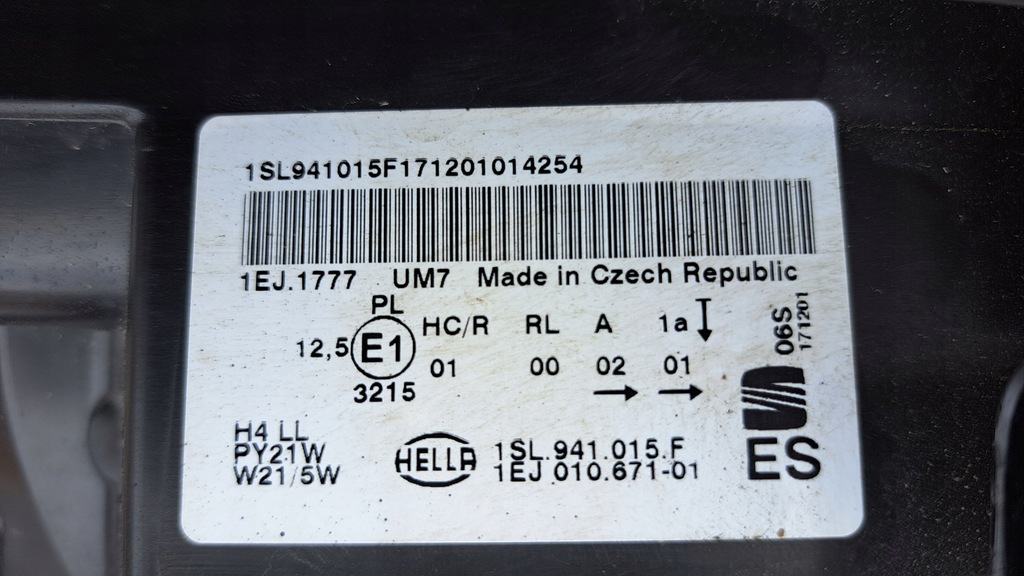 1SL941015F171201014254
1EJ.1777 UM7 Made in Czech Republic
PL
HC/R RL A 1a
12,5 E1
01 00 02 01
3215
06S
171201
H4 LL
PY21W
W21/5W
HELLA
1SL.941.015.F
1EJ 010.671-01
ES